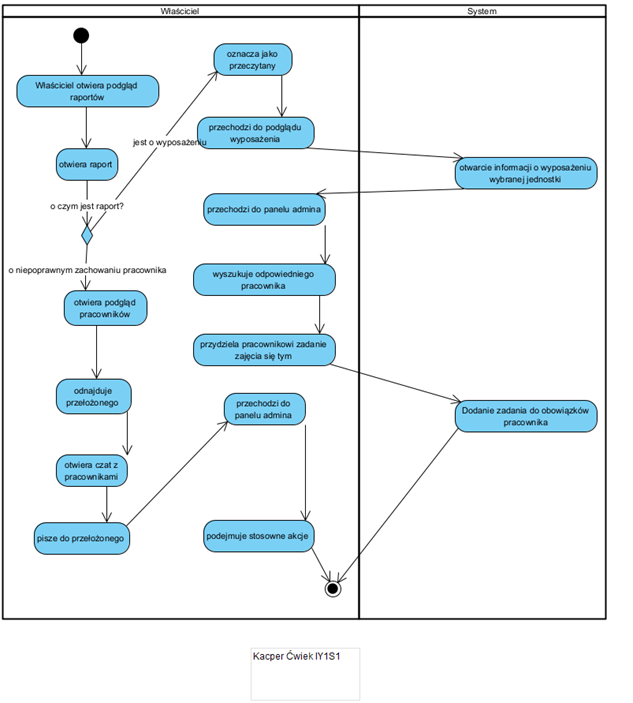 Właściciel
System
Właściciel otwiera podgląd
raportów
otwiera raport
o czym jest raport?
jest o wyposażeniu
o niepoprawnym zachowaniu pracownika
otwiera podgląd
pracowników
odnajduje
przełożonego
otwiera czat z
pracownikami
pisze do przełożonego
oznacza jako
przeczytany
przechodzi do podglądu
wyposażenia
otwarcie informacji o wyposażeniu
wybranej jednostki
przechodzi do panelu admina
wyszukuje odpowiedniego
pracownika
przydziela pracownikowi zadanie
zajęcia się tym
Dodanie zadania do obowiązków
pracownika
przechodzi do
panelu admina
podejmuje stosowne akcje
Kacper Ćwiek IY1S1